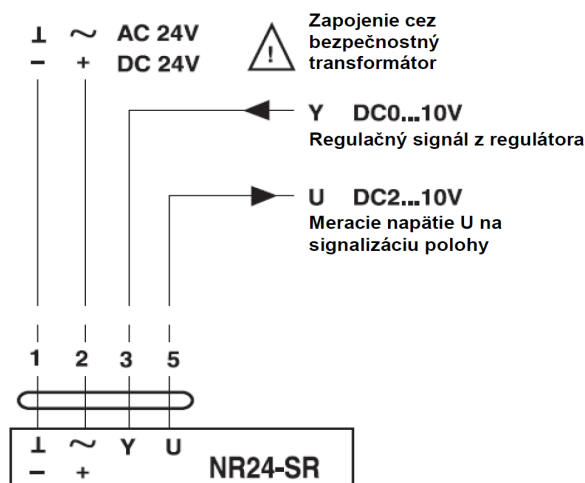 ⊥ ~ AC 24V
− + DC 24V
Zapojenie cez
bezpečnostný
transformátor
!
Y DC0...10V
Regulačný signál z regulátora
U DC2...10V
Meracie napätie U na
signalizáciu polohy
1 2 3 5
⊥ ~ Y U
− +
NR24-SR